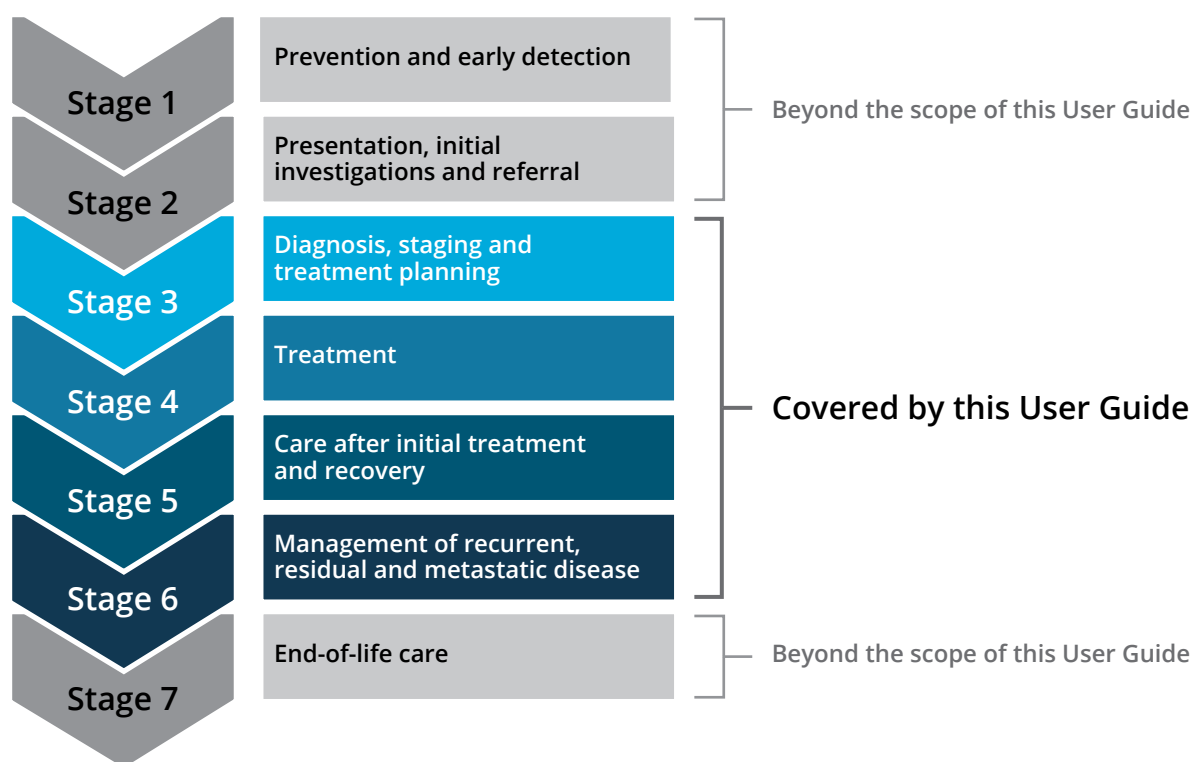 Stage 1
Prevention and early detection
Beyond the scope of this User Guide
Stage 2
Presentation, initial
investigations and referral
Stage 3
Diagnosis, staging and
treatment planning
Stage 4
Treatment
Covered by this User Guide
Stage 5
Care after initial treatment
and recovery
Stage 6
Management of recurrent,
residual and metastatic disease
Stage 7
End-of-life care
Beyond the scope of this User Guide